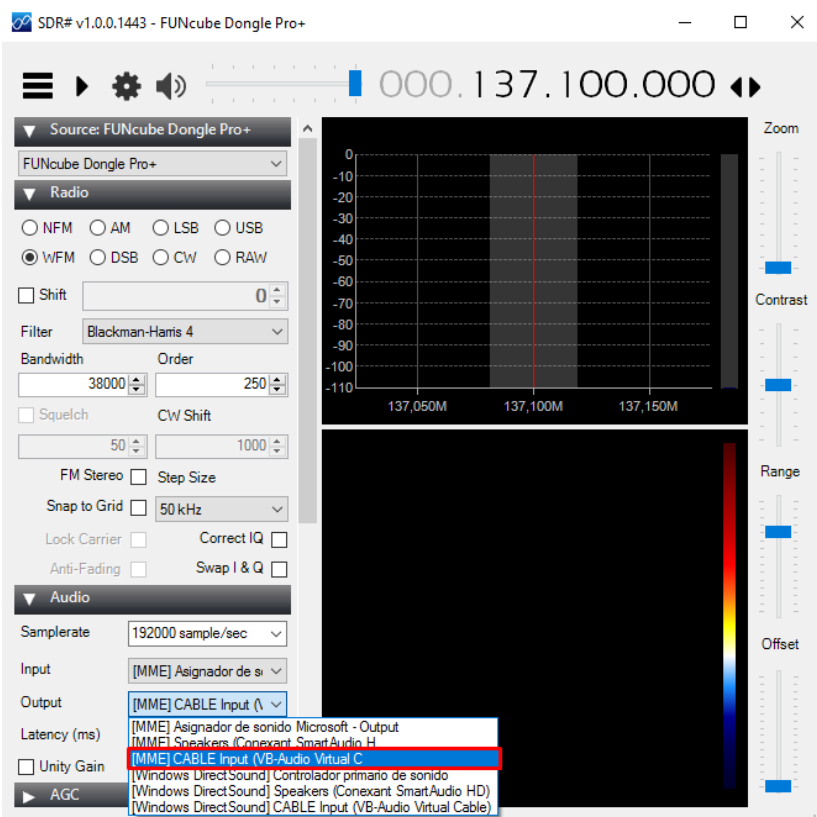 SDR# v1.0.0.1443 - FUNcube Dongle Pro+
000.137.100.000
Source: FUNcube Dongle Pro+
FUNcube Dongle Pro+
Radio
NFM AM LSB USB
WFM DSB CW RAW
Shift 0
Filter Blackman-Harris 4
Bandwidth Order
38000 250
Squelch CW Shift
50 1000
FM Stereo Step Size
Snap to Grid 50 kHz
Lock Carrier Correct IQ
Anti-Fading Swap I & Q
Audio
Samplerate 192000 sample/sec
Input [MME] Asignador de so
Output [MME] CABLE Input (V
Latency (ms)
Unity Gain
AGC
[MME] Asignador de sonido Microsoft - Output
[MME] Speakers (Conexant SmartAudio H
[MME] CABLE Input (VB-Audio Virtual C
[Windows DirectSound] Controlador primario de sonido
[Windows DirectSound] Speakers (Conexant SmartAudio HD)
[Windows DirectSound] CABLE Input (VB-Audio Virtual Cable)
0
-10
-20
-30
-40
-50
-60
-70
-80
-90
-100
-110
137,050M 137,100M 137,150M
Zoom
Contrast
Range
Offset